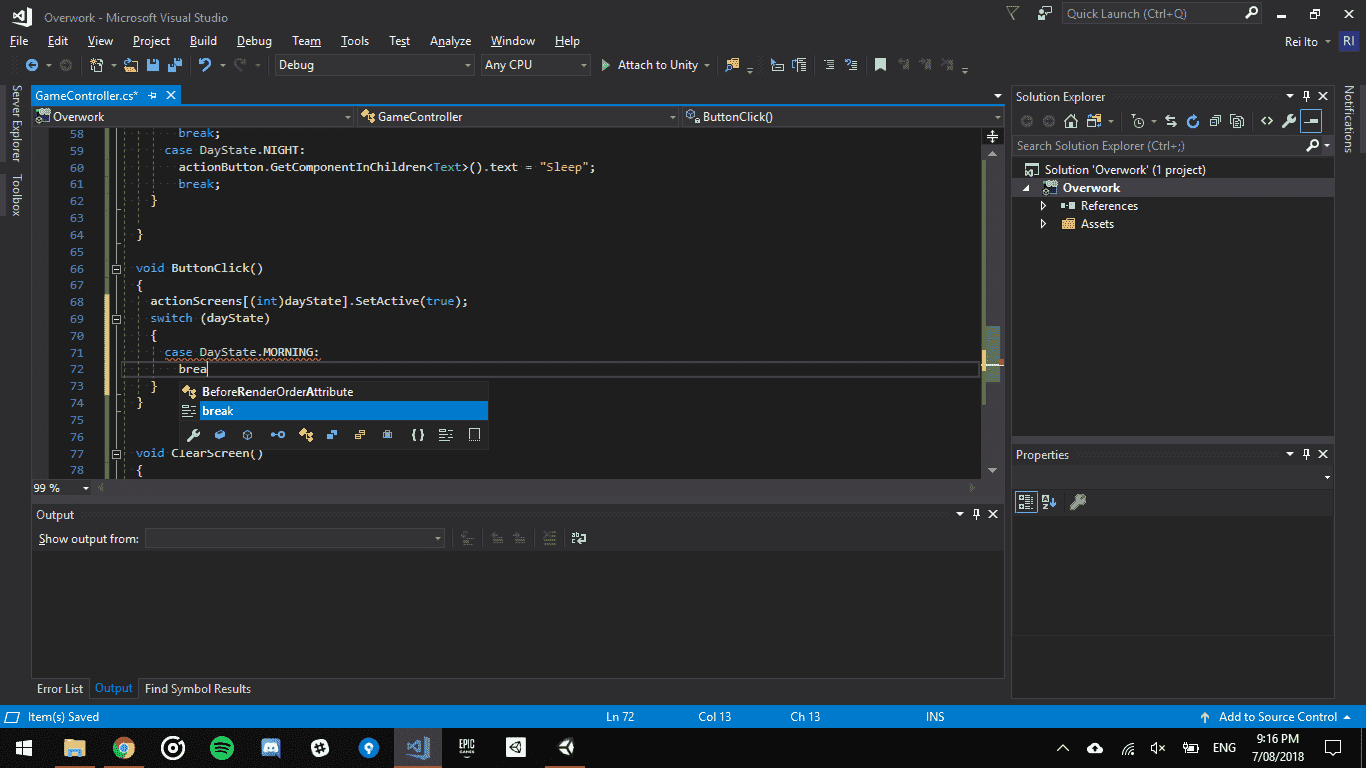 Overwork - Microsoft Visual Studio
Quick Launch (Ctrl+Q)
File Edit View Project Build Debug Team Tools Test Analyze Window Help
Rei Ito RI
Debug Any CPU Attach to Unity
Server Explorer
Toolbox
GameController.cs*
Overwork GameController ButtonClick()
58 break;
59 case DayState.NIGHT:
60 actionButton.GetComponentInChildren<Text>().text = "Sleep";
61 break;
62 }
63
64 }
65
66 void ButtonClick()
67 {
68 actionScreens[(int)dayState].SetActive(true);
69 switch (dayState)
70 {
71 case DayState.MORNING:
72 brea
73 }
74 }
75
76
77 void ClearScreen()
78 {
BeforeRenderOrderAttribute
break
99 %
Output
Show output from:
Error List Output Find Symbol Results
Solution Explorer
Search Solution Explorer (Ctrl+;)
Solution 'Overwork' (1 project)
Overwork
References
Assets
Properties
Notifications
Item(s) Saved Ln 72 Col 13 Ch 13 INS Add to Source Control
EPIC GAMES
ENG
9:16 PM
7/08/2018